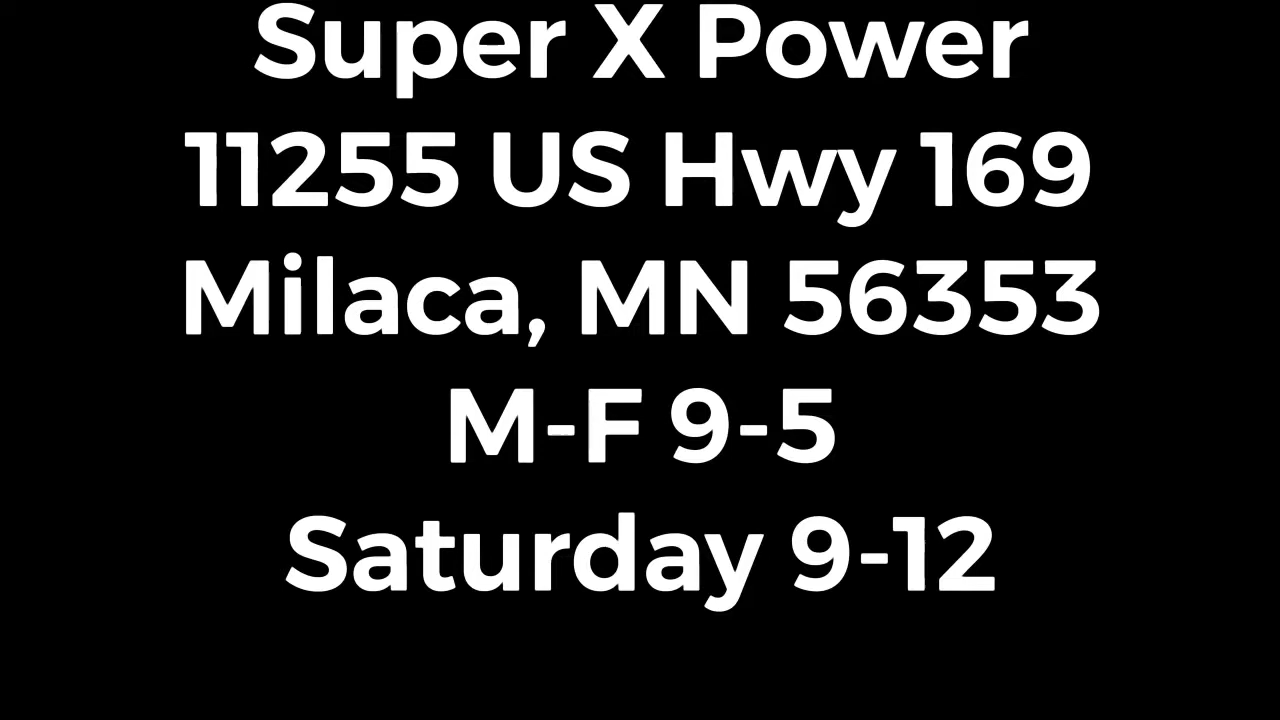 Super X Power
11255 US Hwy 169
Milaca, MN 56353
M-F 9-5
Saturday 9-12